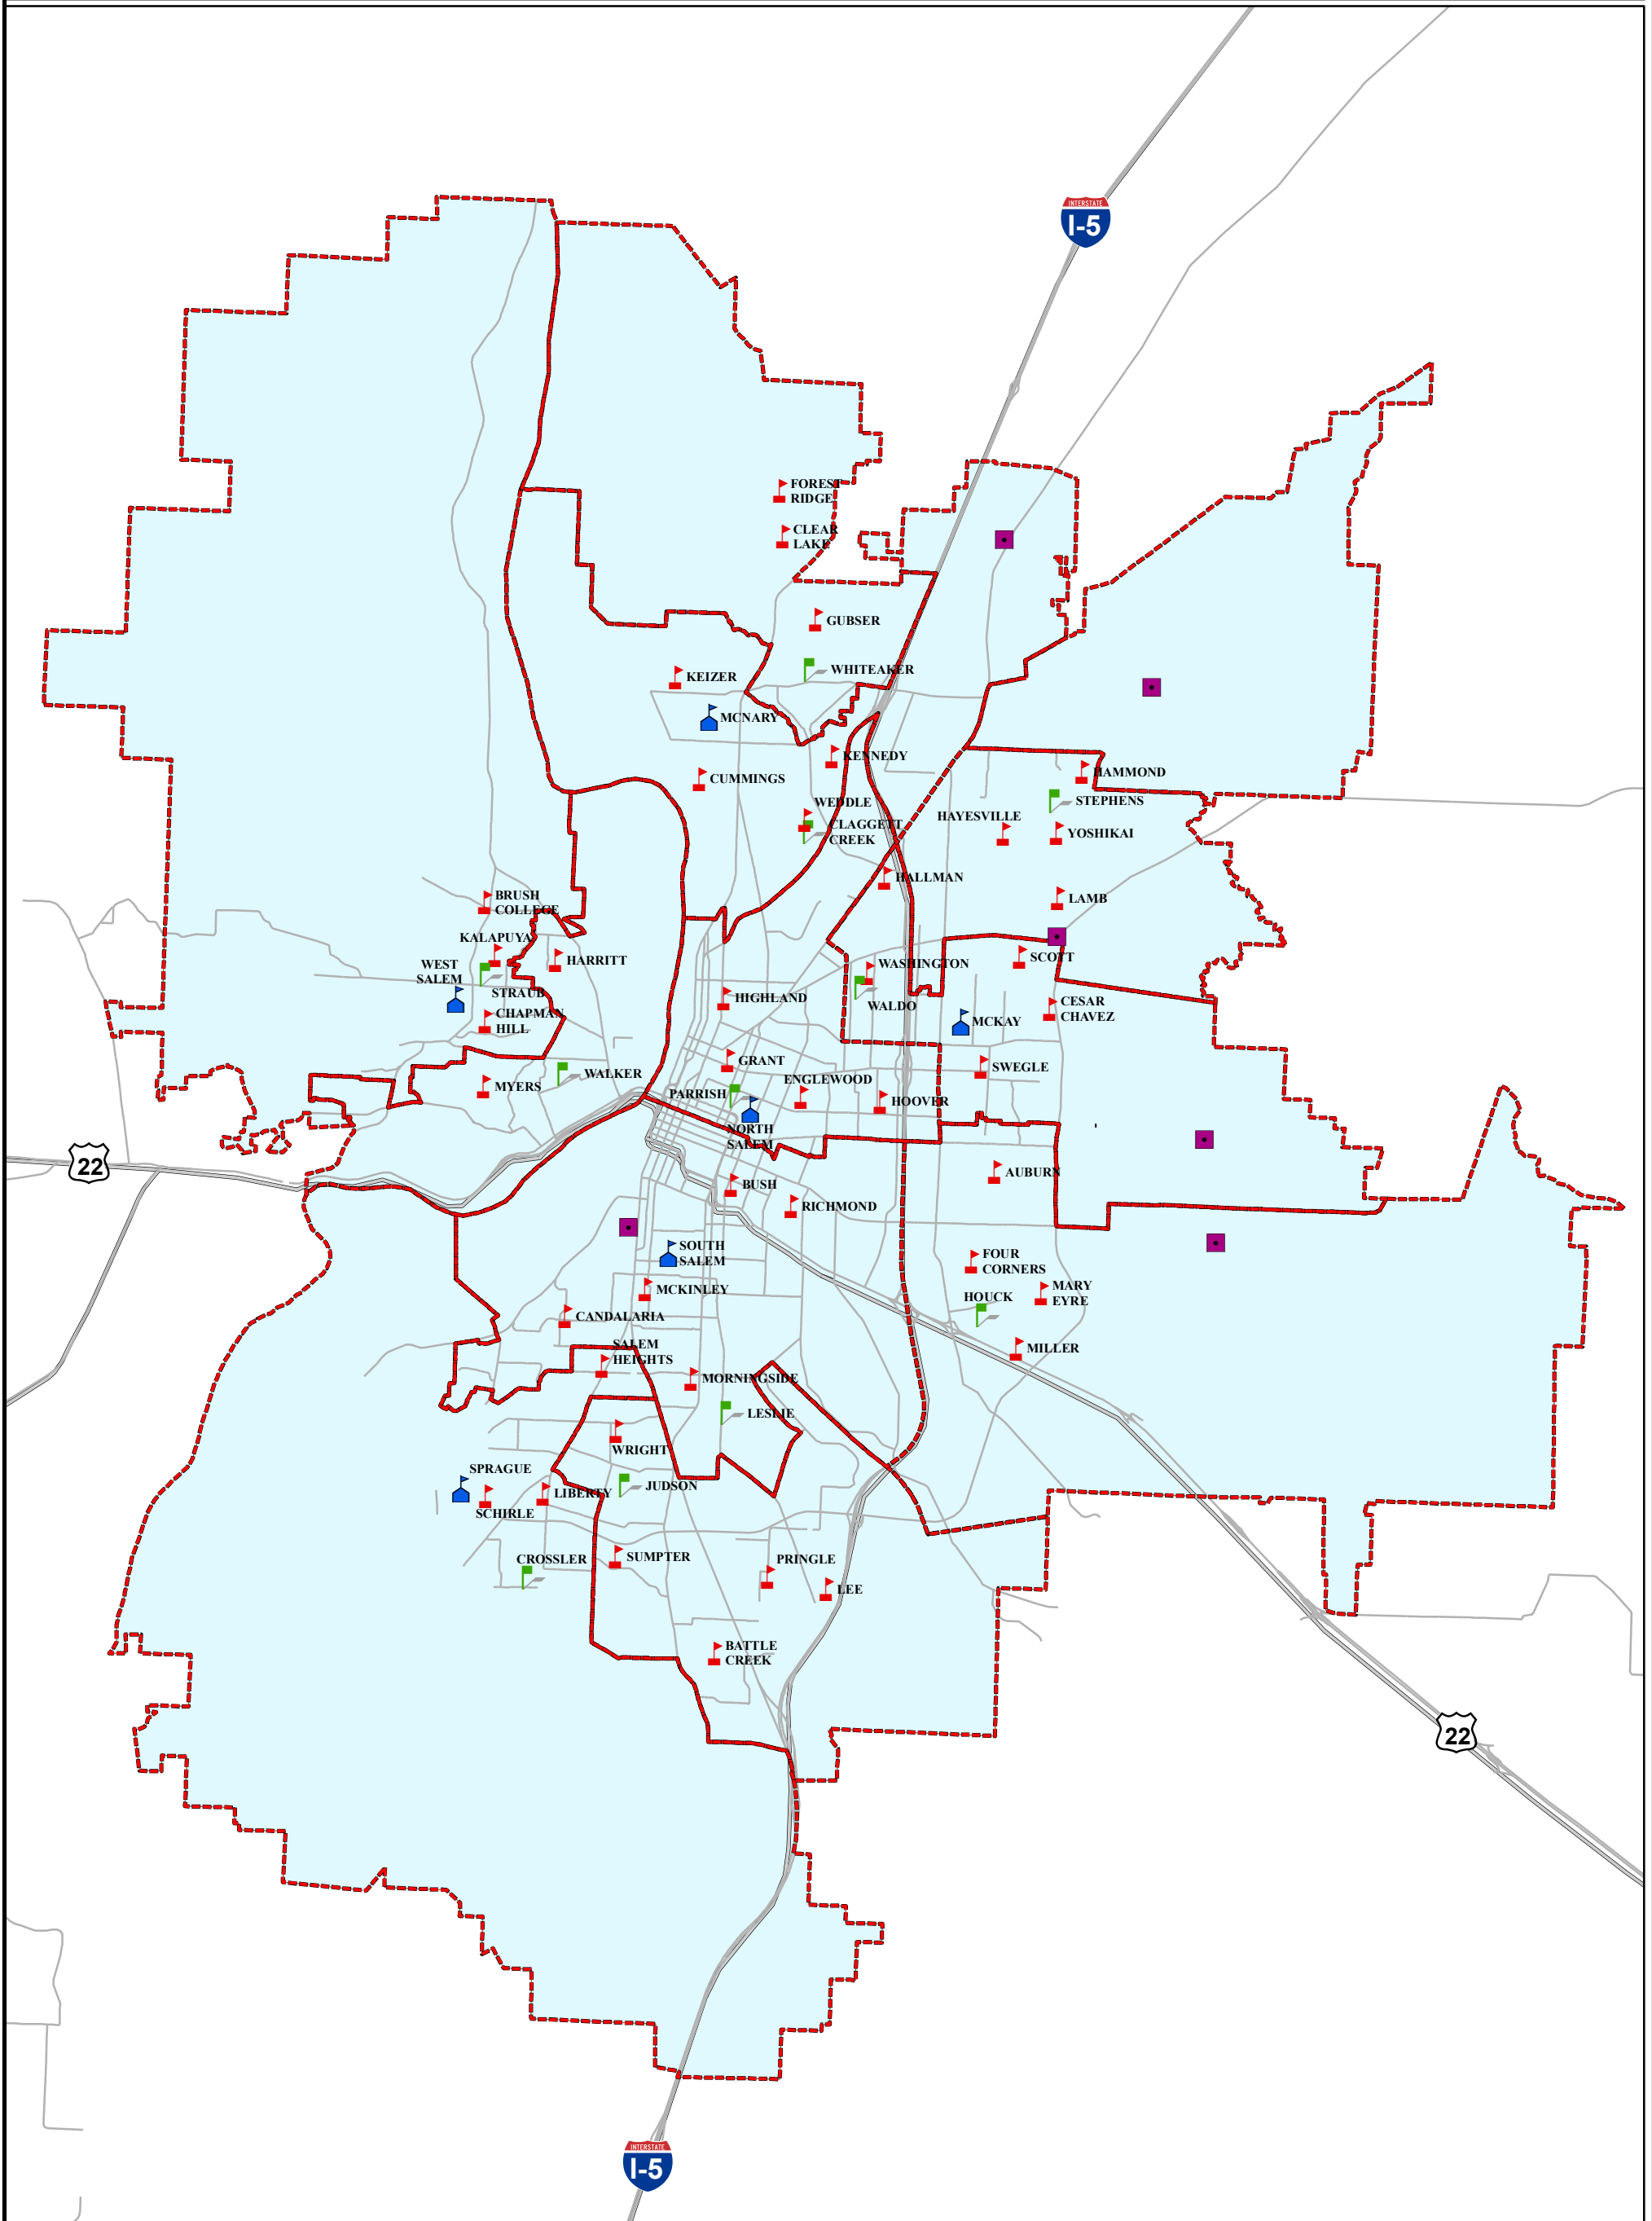 INTERSTATE
I-5
FOREST
RIDGE
CLEAR
LAKE
GUBSER
WHITEAKER
KEIZER
MCNARY
KENNEDY
HAMMOND
CUMMINGS
STEPHENS
WEDDLE
HAYESVILLE
CLAGGETT
CREEK
YOSHIKAI
HALLMAN
BRUSH
COLLEGE
LAMB
KALAPUYA
HARRITT
SCOTT
WEST
SALEM
WASHINGTON
STRAUB
HIGHLAND
WALDO
CESAR
CHAVEZ
CHAPMAN
HILL
MCKAY
GRANT
SWEGLE
WALKER
ENGLEWOOD
MYERS
PARRISH
HOOVER
NORTH
SALEM
22
AUBURN
BUSH
RICHMOND
SOUTH
SALEM
FOUR
CORNERS
MCKINLEY
MARY
EYRE
HOUCK
CANDALARIA
SALEM
HEIGHTS
MILLER
MORNINGSIDE
LESLIE
WRIGHT
SPRAGUE
JUDSON
LIBERTY
SCHIRLE
CROSSLER
SUMPTER
PRINGLE
LEE
BATTLE
CREEK
22
INTERSTATE
I-5